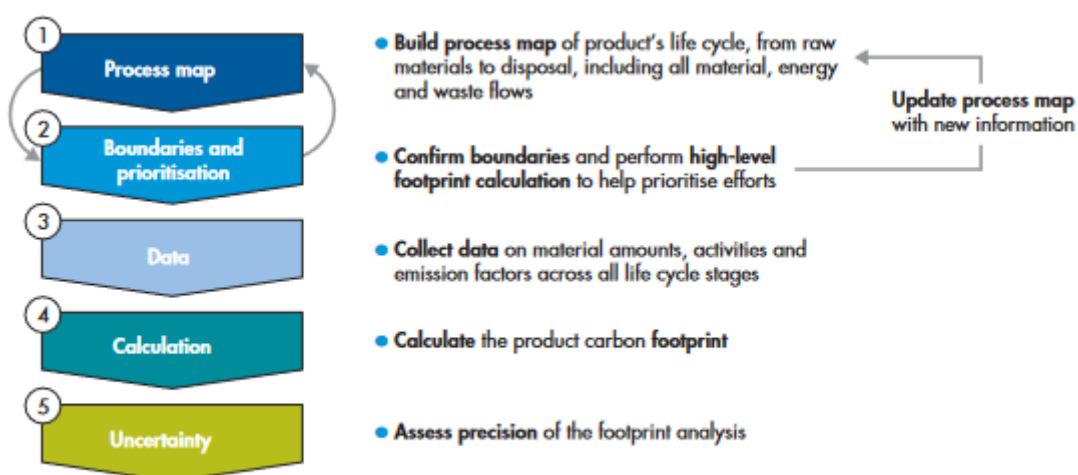 1
Process map
• Build process map of product's life cycle, from raw
materials to disposal, including all material, energy
and waste flows
Update process map
with new information
2
Boundaries and
prioritisation
• Confirm boundaries and perform high-level
footprint calculation to help prioritise efforts
3
Data
• Collect data on material amounts, activities and
emission factors across all life cycle stages
4
Calculation
• Calculate the product carbon footprint
5
Uncertainty
• Assess precision of the footprint analysis